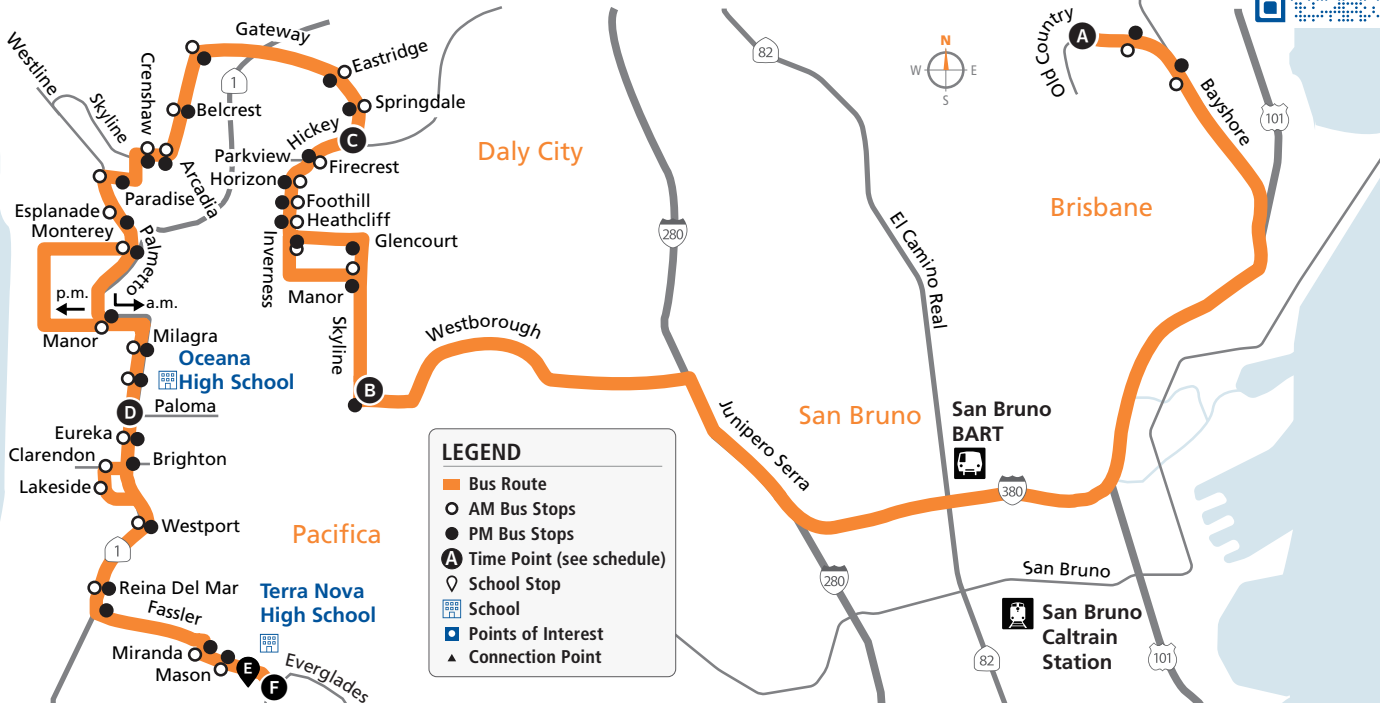 Gateway
Old Country
A
Westline
Skyline
Crenshaw
1
Eastridge
82
N
W
E
S
Bayshore
101
Belcrest
Springdale
Hickey
C
Daly City
Parkview
Firecrest
Horizon
Arcadia
Paradise
Foothill
Heathcliff
Brisbane
Esplanade
Monterey
Palmetto
Inverness
Glencourt
280
El Camino Real
p.m.
a.m.
Manor
Manor
Skyline
Westborough
Milagra
Oceana
High School
B
D
Paloma
Junipero Serra
San Bruno
San Bruno
BART
Eureka
Clarendon
Brighton
Lakeside
380
Westport
Pacifica
1
LEGEND
Bus Route
AM Bus Stops
PM Bus Stops
A Time Point (see schedule)
School Stop
School
Points of Interest
Connection Point
280
San Bruno
Reina Del Mar
Fassler
Terra Nova
High School
San Bruno
Caltrain
Station
Miranda
Mason
E
F
Everglades
82
101